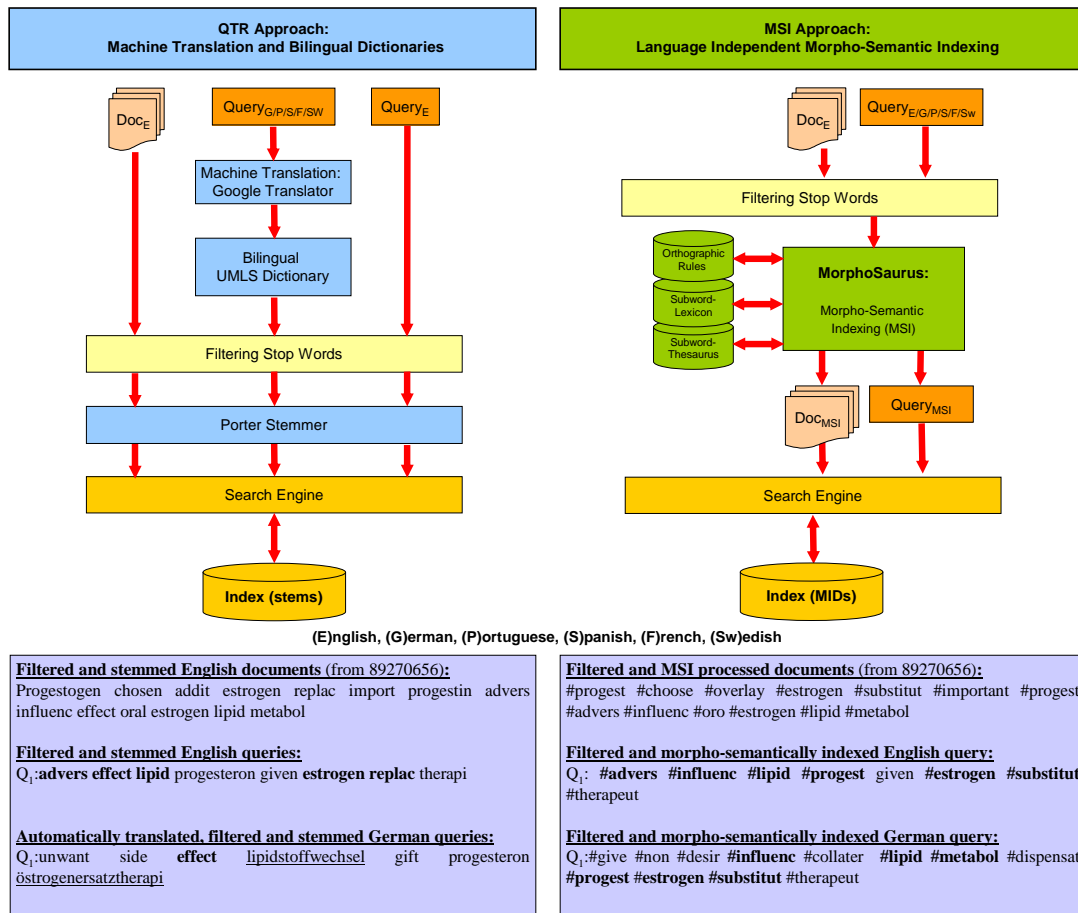 QTR Approach:
Machine Translation and Bilingual Dictionaries
DocE
QueryG/P/S/F/SW
QueryE
Machine Translation:
Google Translator
Bilingual
UMLS Dictionary
Filtering Stop Words
Porter Stemmer
Search Engine
Index (stems)
MSI Approach:
Language Independent Morpho-Semantic Indexing
DocE
QueryE/G/P/S/F/Sw
Filtering Stop Words
Orthographic
Rules
Subword-
Lexicon
Subword-
Thesaurus
MorphoSaurus:
Morpho-Semantic
Indexing (MSI)
DocMSI
QueryMSI
Search Engine
Index (MIDs)
(E)nglish, (G)erman, (P)ortuguese, (S)panish, (F)rench, (Sw)edish
Filtered and stemmed English documents (from 89270656):
Progestogen chosen addit estrogen replac import progestin advers
influenc effect oral estrogen lipid metabol
Filtered and stemmed English queries:
Q1:advers effect lipid progesteron given estrogen replac therapi
Automatically translated, filtered and stemmed German queries:
Q1:unwant side effect lipidstoffwechsel gift progesteron
östrogenersatztherapi
Filtered and MSI processed documents (from 89270656):
#progest #choose #overlay #estrogen #substitut #important #progest
#advers #influenc #oro #estrogen #lipid #metabol
Filtered and morpho-semantically indexed English query:
Q1: #advers #influenc #lipid #progest given #estrogen #substitut
#therapeut
Filtered and morpho-semantically indexed German query:
Q1:#give #non #desir #influenc #collater #lipid #metabol #dispensat
#progest #estrogen #substitut #therapeut